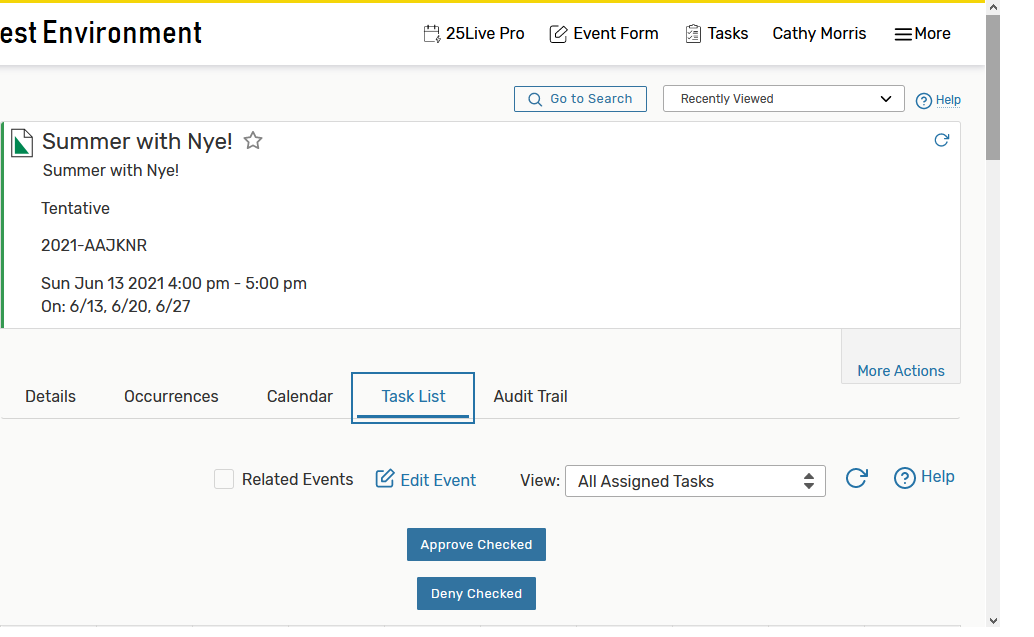 est Environment
25Live Pro Event Form Tasks Cathy Morris More
Go to Search Recently Viewed Help
Summer with Nye!
Summer with Nye!
Tentative
2021-AAJKNR
Sun Jun 13 2021 4:00 pm - 5:00 pm
On: 6/13, 6/20, 6/27
More Actions
Details Occurrences Calendar Task List Audit Trail
Related Events Edit Event View: All Assigned Tasks Help
Approve Checked
Deny Checked